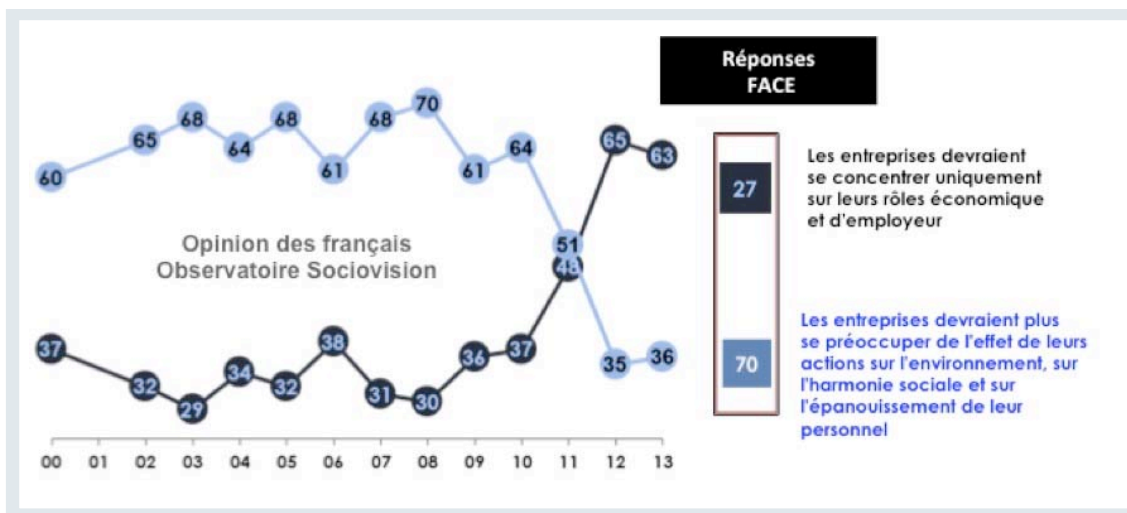 Réponses
FACE
60
65
68
64
68
61
68
70
61
64
51
35
36
37
32
29
34
32
38
31
30
36
37
48
65
63
Opinion des français
Observatoire Sociovision
00 01 02 03 04 05 06 07 08 09 10 11 12 13
27
Les entreprises devraient
se concentrer uniquement
sur leurs rôles économique
et d'employeur
70
Les entreprises devraient plus
se préoccuper de l'effet de leurs
actions sur l'environnement, sur
l'harmonie sociale et sur
l'épanouissement de leur
personnel